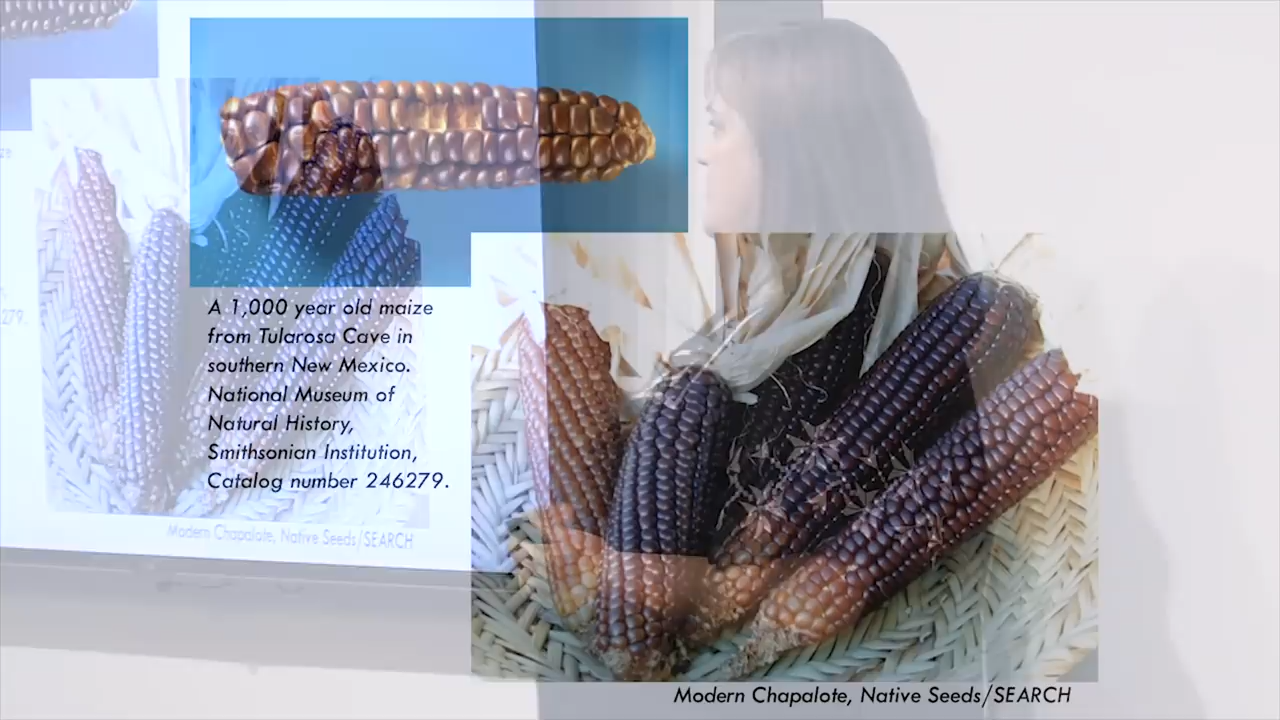 A 1,000 year old maize
from Tularosa Cave in
southern New Mexico.
National Museum of
Natural History,
Smithsonian Institution,
Catalog number 246279.
279.
Modern Chapalote, Native Seeds/SEARCH
Modern Chapalote, Native Seeds/SEARCH